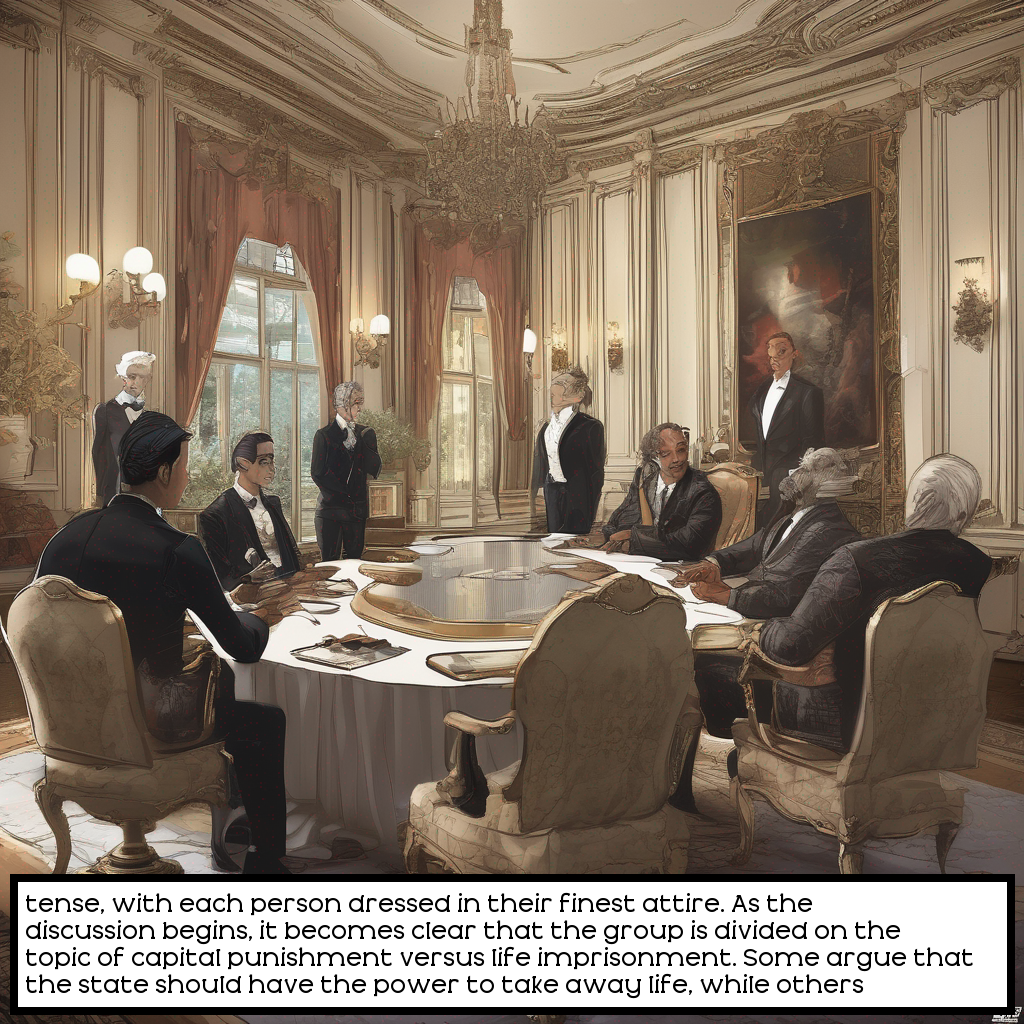 tense, with each person dressed in their finest attire. As the
discussion begins, it becomes clear that the group is divided on the
topic of capital punishment versus life imprisonment. Some argue that
the state should have the power to take away life, while others